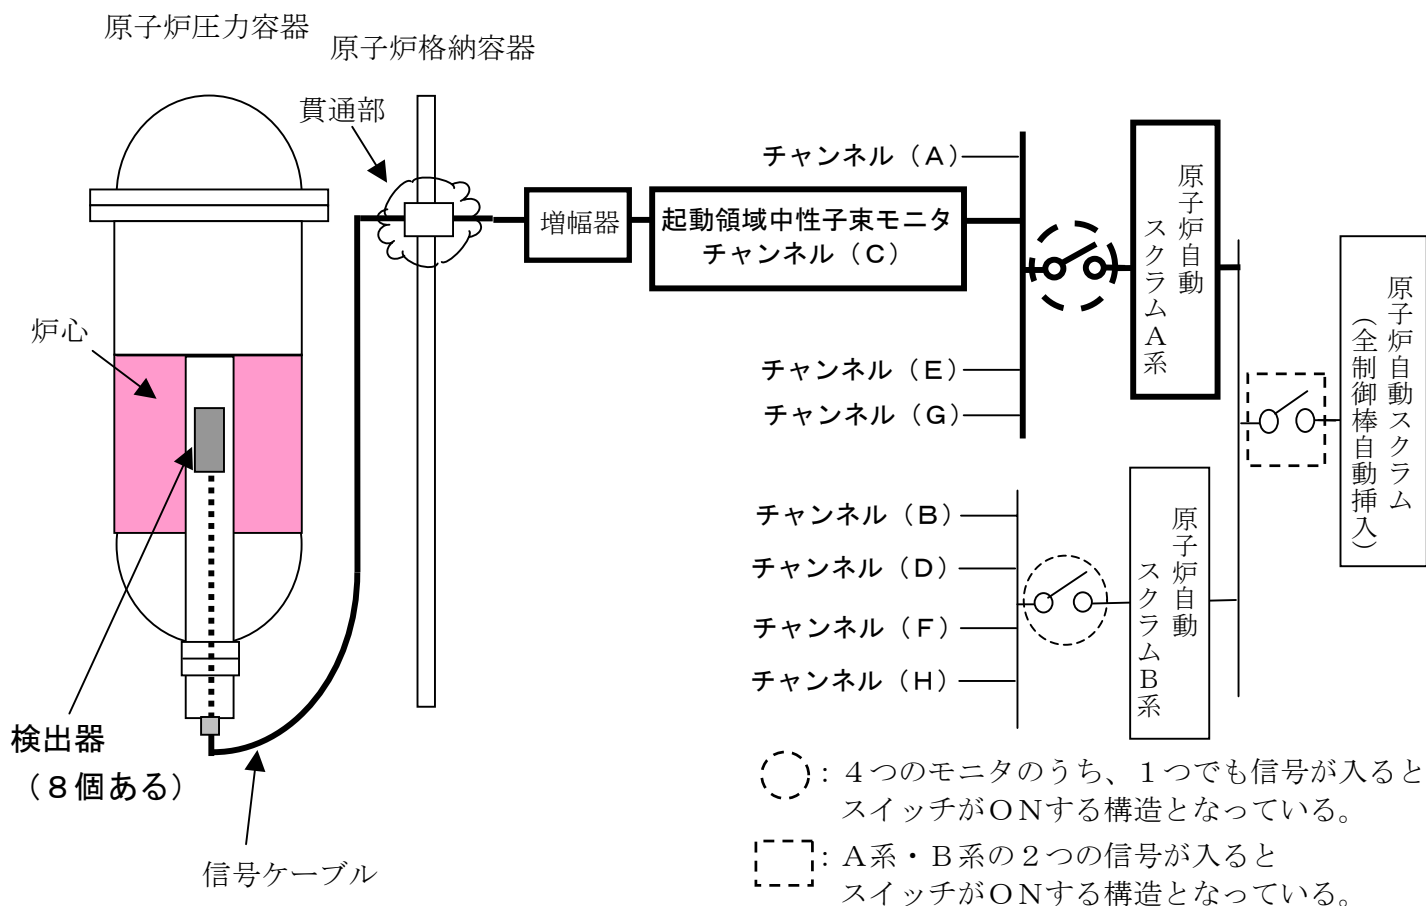 原子炉圧力容器
原子炉格納容器
貫通部
チャンネル（A）
増幅器
起動領域中性子束モニタ
チャンネル（C）
原子炉自動
スクラムA系
原子炉自動スクラム
（全制御棒自動挿入）
炉心
チャンネル（E）
チャンネル（G）
チャンネル（B）
チャンネル（D）
チャンネル（F）
チャンネル（H）
原子炉自動
スクラムB系
検出器
（８個ある）
信号ケーブル
：４つのモニタのうち、１つでも信号が入ると
スイッチがＯＮする構造となっている。
：Ａ系・Ｂ系の２つの信号が入ると
スイッチがＯＮする構造となっている。